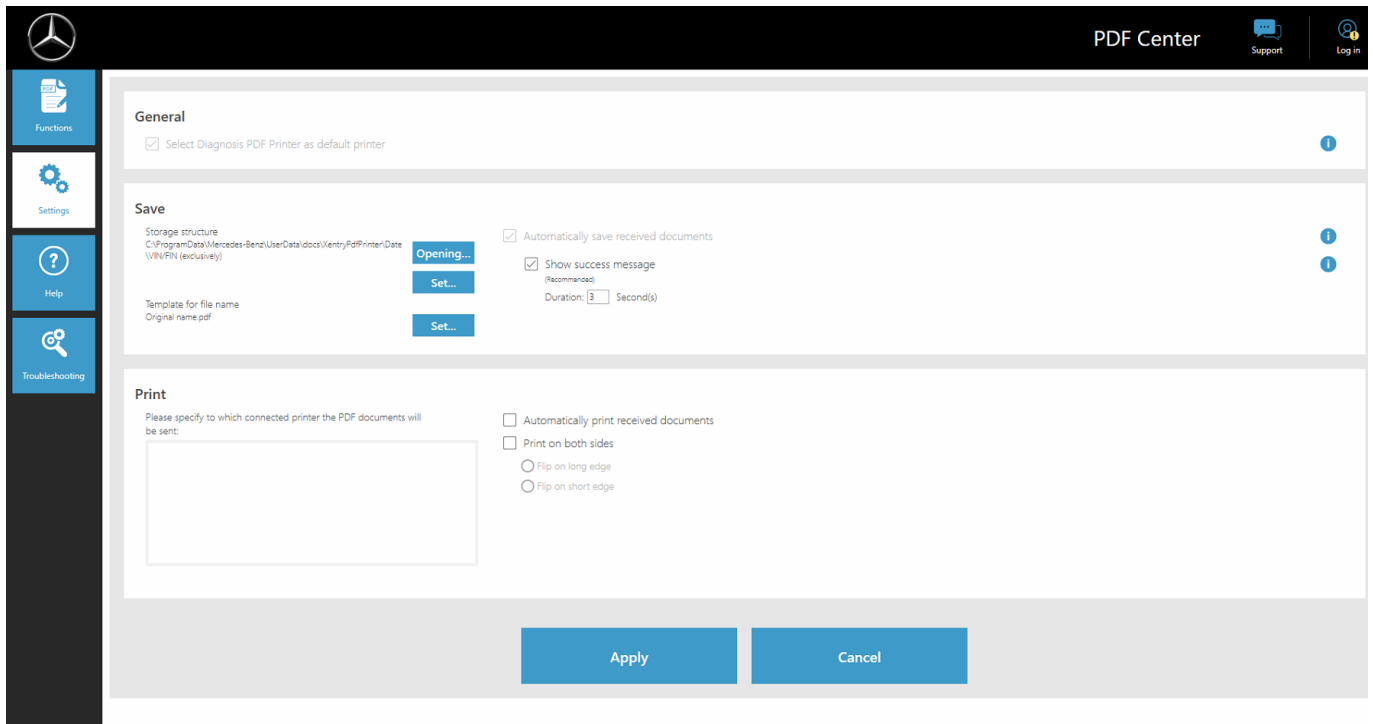 PDF Center
Support
Log in
PDF
Functions
Settings
Help
Troubleshooting
General
Select Diagnosis PDF Printer as default printer
Save
Storage structure
C:\ProgramData\Mercedes-Benz\UserData\docs\XentryPdfPrinter\Date
\VIN/FIN (exclusively)
Opening...
Set...
Template for file name
Original name.pdf
Set...
Automatically save received documents
Show success message
(Recommended)
Duration: 3 Second(s)
Print
Please specify to which connected printer the PDF documents will
be sent:
Automatically print received documents
Print on both sides
Flip on long edge
Flip on short edge
Apply
Cancel